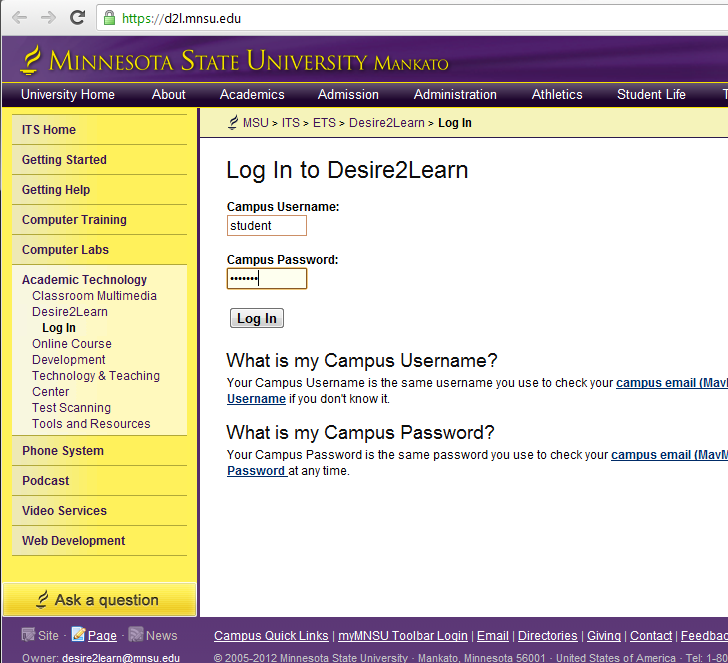 https://d2l.mnsu.edu
MINNESOTA STATE UNIVERSITY MANKATO
University Home About Academics Admission Administration Athletics Student Life
MSU > ITS > ETS > Desire2Learn > Log In
ITS Home
Getting Started
Getting Help
Computer Training
Computer Labs
Academic Technology
Classroom Multimedia
Desire2Learn
Log In
Online Course
Development
Technology & Teaching
Center
Test Scanning
Tools and Resources
Phone System
Podcast
Video Services
Web Development
Ask a question
Log In to Desire2Learn
Campus Username:
student
Campus Password:
•••••••
Log In
What is my Campus Username?
Your Campus Username is the same username you use to check your campus email (Mav
Username if you don't know it.
What is my Campus Password?
Your Campus Password is the same password you use to check your campus email (Mav
Password at any time.
Site · Page · News
Owner: desire2learn@mnsu.edu
Campus Quick Links | myMNSU Toolbar Login | Email | Directories | Giving | Contact | Feedba
© 2005-2012 Minnesota State University · Mankato, Minnesota 56001 · United States of America · Tel: 1-80